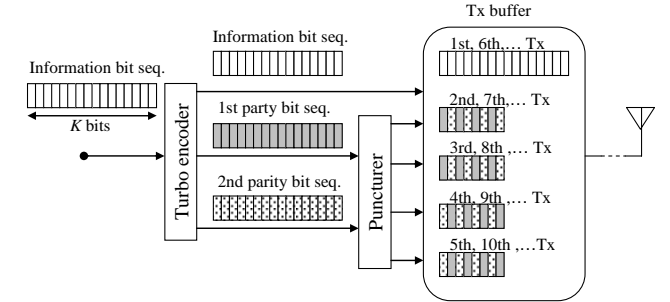 Tx buffer
Information bit seq.
1st, 6th,… Tx
Information bit seq.
K bits
1st party bit seq.
2nd, 7th,… Tx
3rd, 8th ,… Tx
2nd parity bit seq.
4th, 9th,… Tx
5th, 10th ,…Tx
Turbo encoder
Puncturer